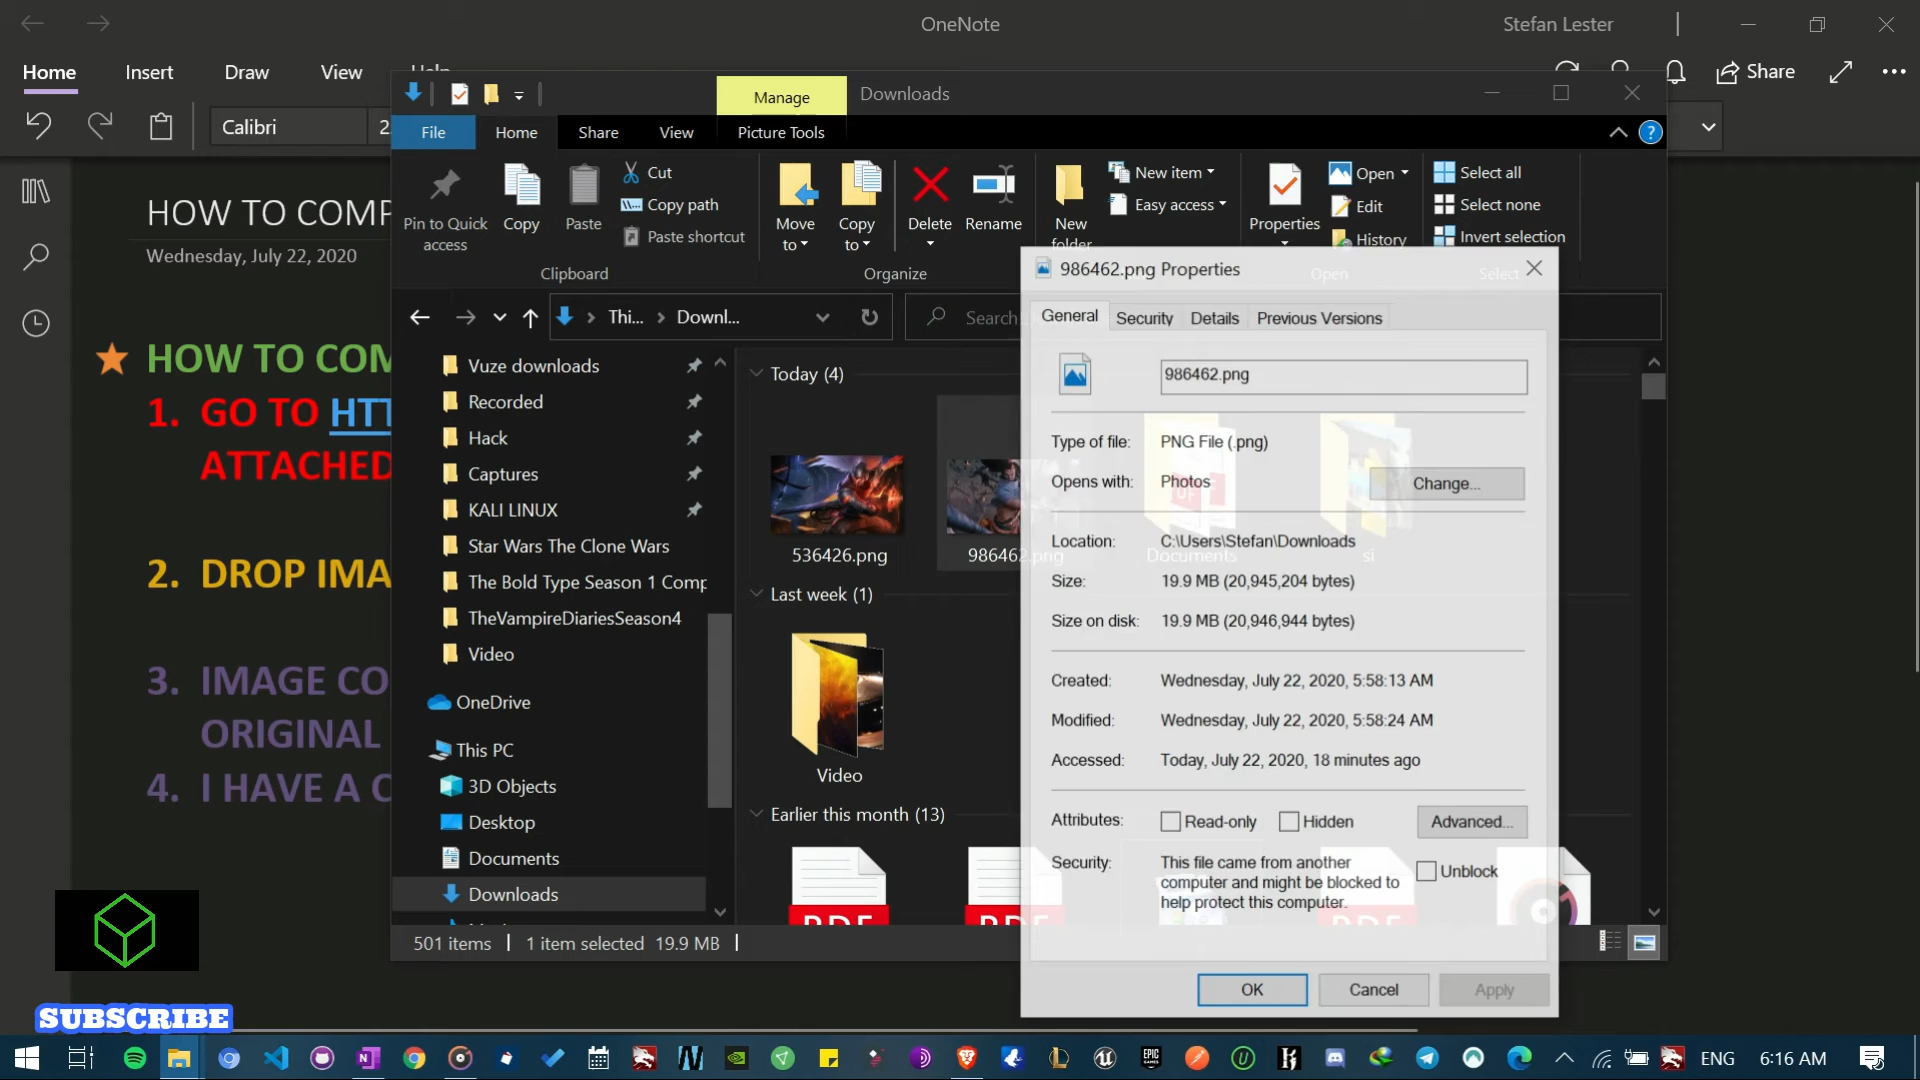 OneNote
Stefan Lester
Home Insert Draw View Help
Share
Calibri 2
HOW TO COMP
Wednesday, July 22, 2020
HOW TO COM
1. GO TO HTT
ATTACHED
2. DROP IMA
3. IMAGE CO
ORIGINAL
4. I HAVE A C
SUBSCRIBE
Manage Downloads
File Home Share View Picture Tools
Pin to Quick access
Copy
Paste
Cut
Copy path
Paste shortcut
Clipboard
Move to
Copy to
Delete
Rename
Organize
New folder
New item
Easy access
Properties
Open
Edit
History
Open
Select all
Select none
Invert selection
Select
Thi... Downl...
Search
Vuze downloads
Recorded
Hack
Captures
KALI LINUX
Star Wars The Clone Wars
The Bold Type Season 1 Comp
TheVampireDiariesSeason4
Video
OneDrive
This PC
3D Objects
Desktop
Documents
Downloads
Today (4)
536426.png
986462.png
Documents
si
Last week (1)
Video
Earlier this month (13)
PDF
PDF
PDF
501 items 1 item selected 19.9 MB
986462.png Properties
General Security Details Previous Versions
986462.png
Type of file: PNG File (.png)
Opens with: Photos Change...
Location: C:\Users\Stefan\Downloads
Size: 19.9 MB (20,945,204 bytes)
Size on disk: 19.9 MB (20,946,944 bytes)
Created: Wednesday, July 22, 2020, 5:58:13 AM
Modified: Wednesday, July 22, 2020, 5:58:24 AM
Accessed: Today, July 22, 2020, 18 minutes ago
Attributes: Read-only Hidden Advanced...
Security: This file came from another
computer and might be blocked to
help protect this computer.
Unblock
OK Cancel Apply
ENG 6:16 AM